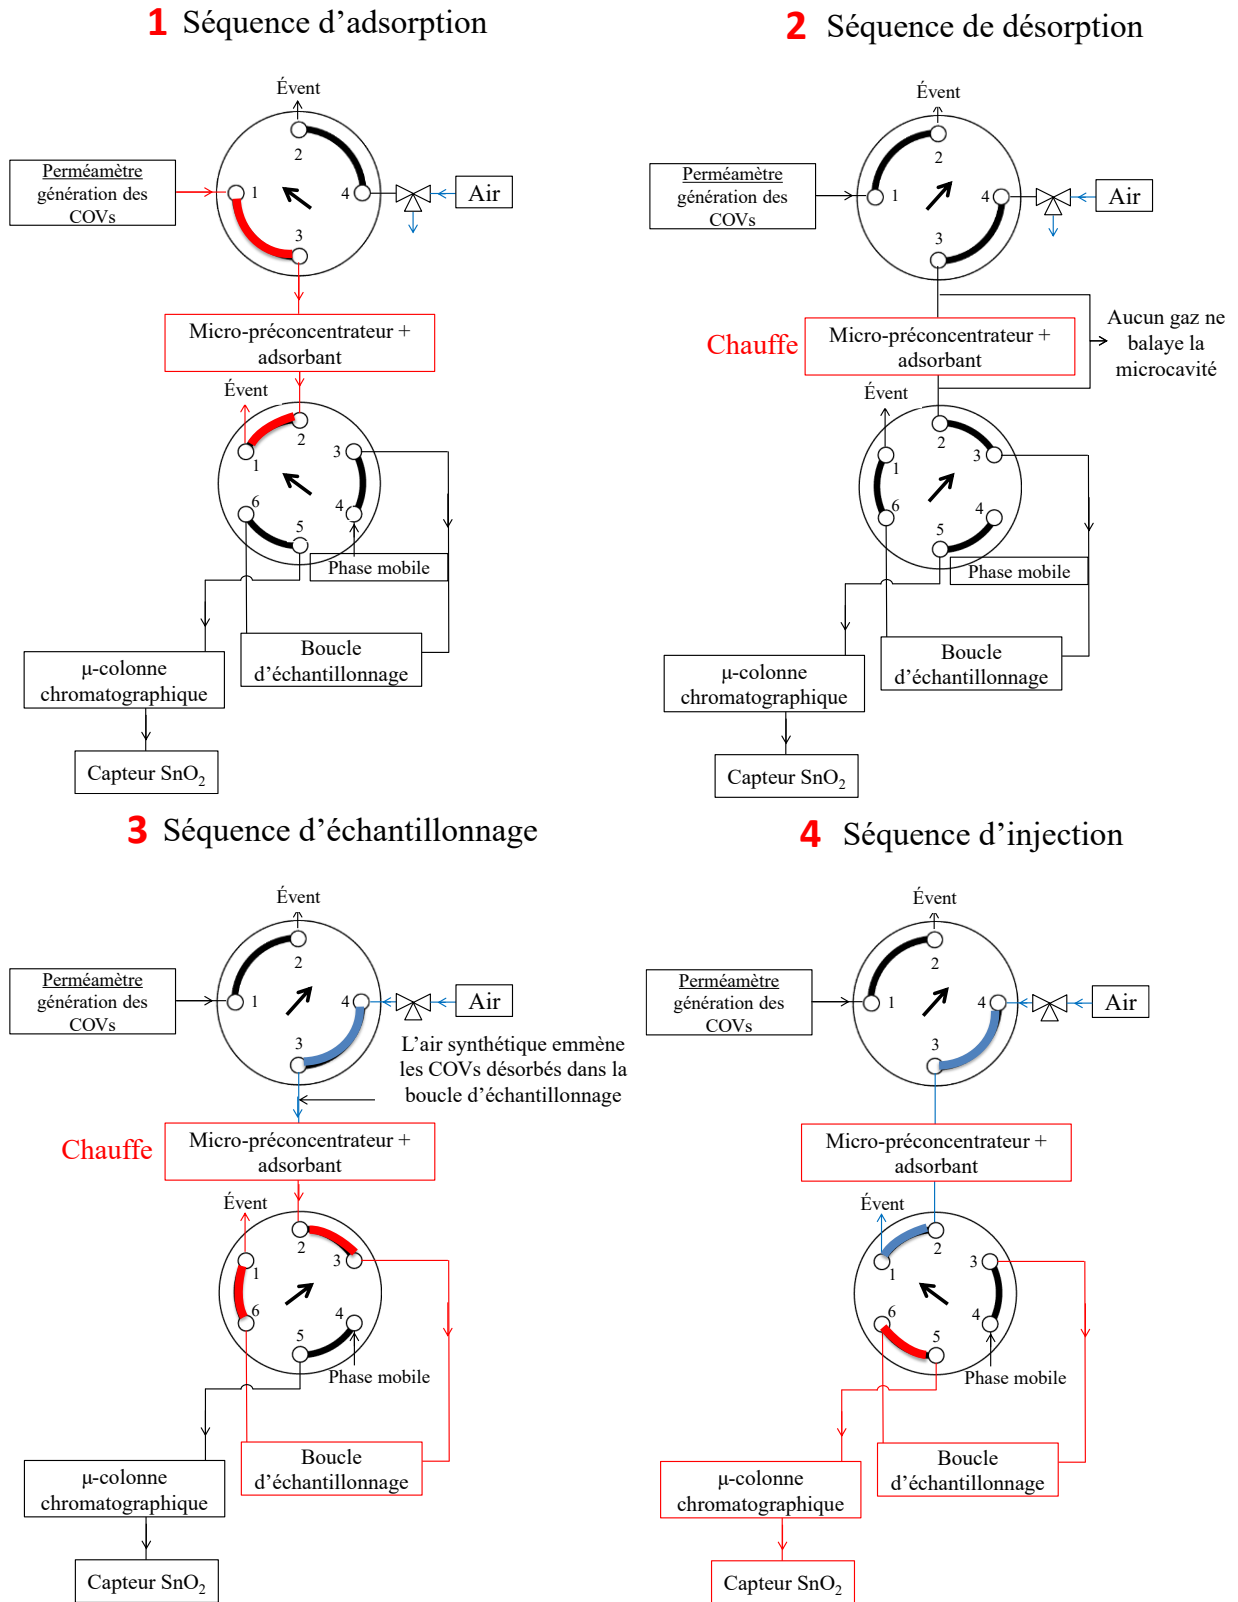 1 Séquence d’adsorption
Évent
2
Perméamètre
génération des
COVs
1
4
Air
3
Micro-préconcentrateur +
adsorbant
Évent
2
1
3
6
4
5
Phase mobile
Boucle
d’échantillonnage
μ-colonne
chromatographique
Capteur SnO2
2 Séquence de désorption
Évent
2
Perméamètre
génération des
COVs
1
4
Air
3
Chauffe
Micro-préconcentrateur +
adsorbant
Aucun gaz ne
balaye la
microcavité
Évent
2
1
3
6
4
5
Phase mobile
Boucle
d’échantillonnage
μ-colonne
chromatographique
Capteur SnO2
3 Séquence d’échantillonnage
Évent
2
Perméamètre
génération des
COVs
1
4
Air
3
L’air synthétique emmène
les COVs désorbés dans la
boucle d’échantillonnage
Chauffe
Micro-préconcentrateur +
adsorbant
Évent
2
1
3
6
4
5
Phase mobile
Boucle
d’échantillonnage
μ-colonne
chromatographique
Capteur SnO2
4 Séquence d’injection
Évent
2
Perméamètre
génération des
COVs
1
4
Air
3
Micro-préconcentrateur +
adsorbant
Évent
2
1
3
6
4
5
Phase mobile
Boucle
d’échantillonnage
μ-colonne
chromatographique
Capteur SnO2